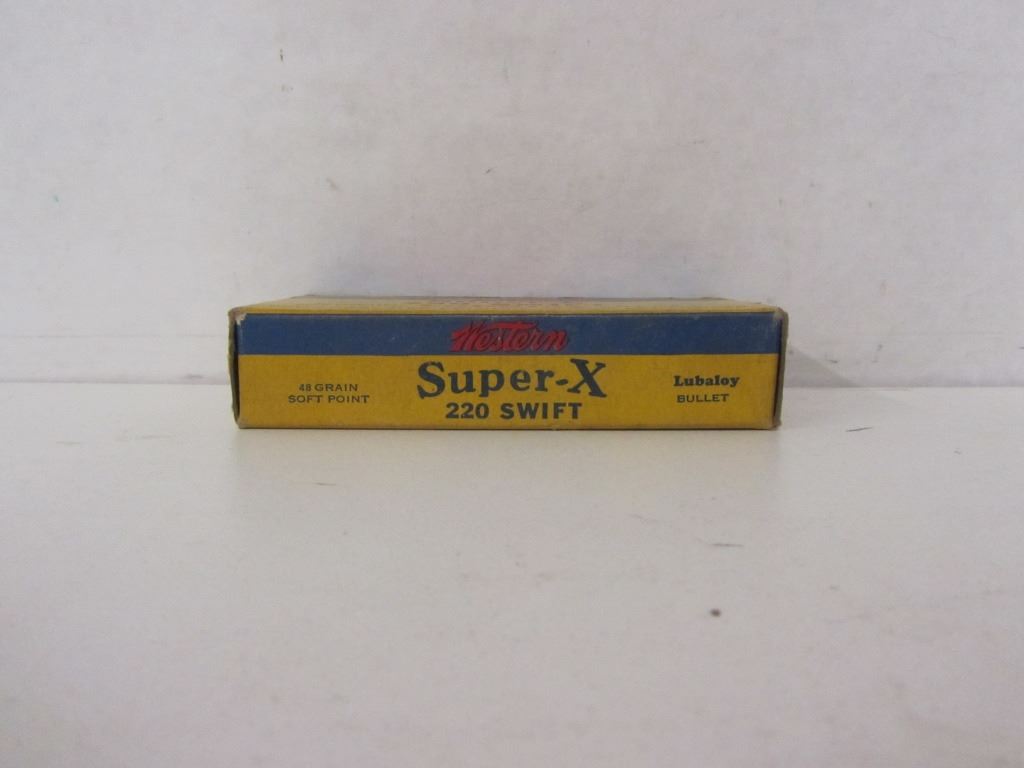 Western
Super-X
220 SWIFT
48 GRAIN
SOFT POINT
Lubaloy
BULLET